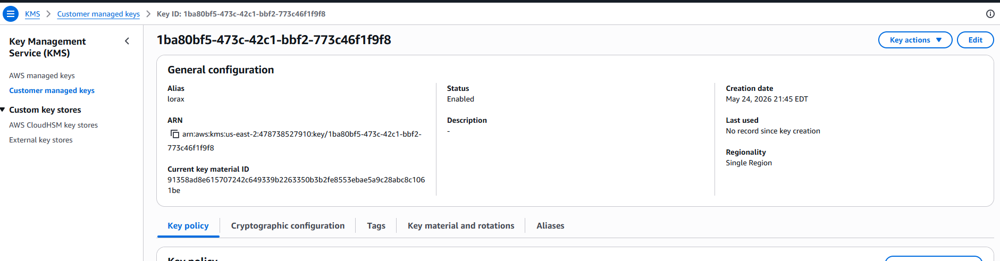 KMS > Customer managed keys > Key ID: 1ba80bf5-473c-42c1-bbf2-773c46f1f9f8
Key Management
Service (KMS)
AWS managed keys
Customer managed keys
Custom key stores
AWS CloudHSM key stores
External key stores
1ba80bf5-473c-42c1-bbf2-773c46f1f9f8
Key actions
Edit
General configuration
Alias
lorax
ARN
arn:aws:kms:us-east-2:478738527910:key/1ba80bf5-473c-42c1-bbf2-
773c46f1f9f8
Current key material ID
91358ad8e615707242c649339b2263350b3b2fe8553ebae5a9c28abc8c106
1be
Status
Enabled
Description
-
Creation date
May 24, 2026 21:45 EDT
Last used
No record since key creation
Regionality
Single Region
Key policy
Cryptographic configuration
Tags
Key material and rotations
Aliases
Key policy